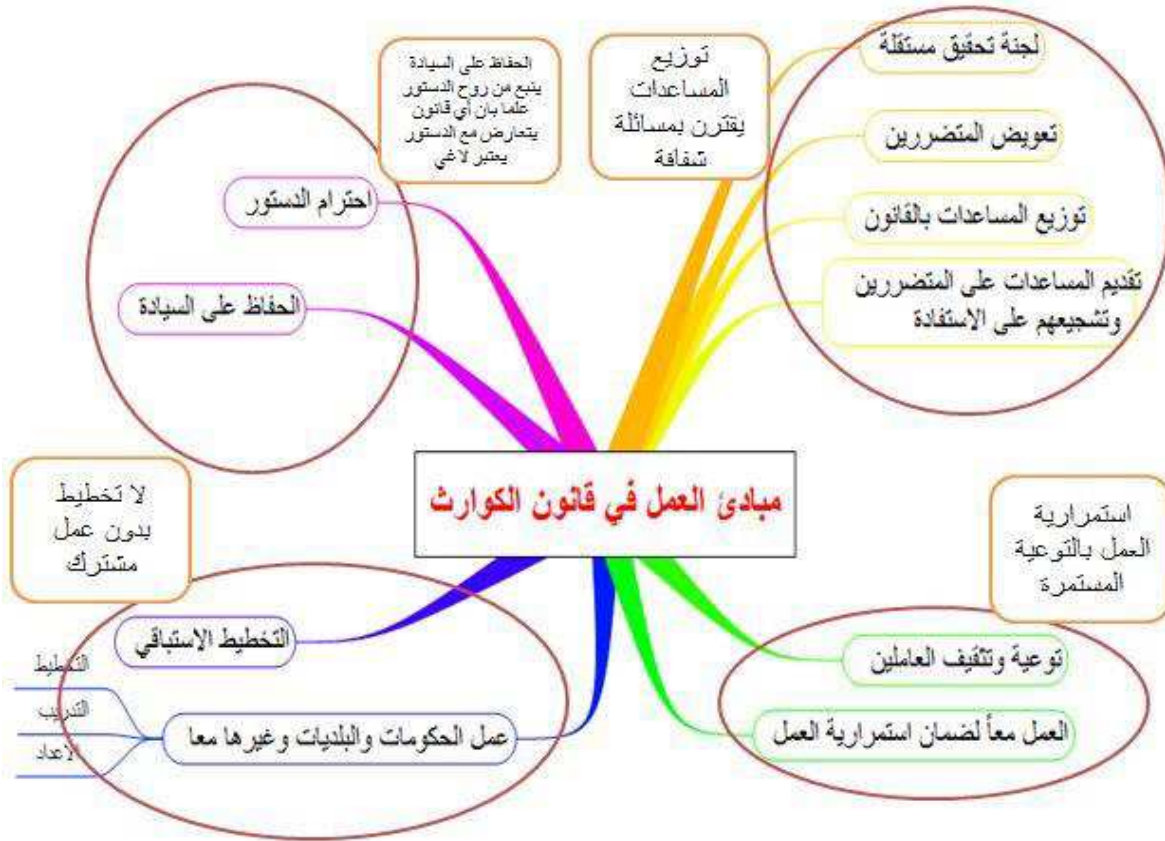 لجنة تحقيق مستقلة
تعويض المتضررين
توزيع المساعدات بالقانون
تقديم المساعدات على المتضررين
وتشجيعهم على الاستفادة
توزيع
المساعدات
يقترن بمسائلة
شفافة
الحفاظ على السيادة
ينبع من روح الدستور
علما بان أي قانون
يتعارض مع الدستور
يعتبر لاغي
احترام الدستور
الحفاظ على السيادة
مبادئ العمل في قانون الكوارث
استمرارية
العمل بالتوعية
المستمرة
توعية وتثقيف العاملين
العمل معاً لضمان استمرارية العمل
لا تخطيط
بدون عمل
مشترك
التخطيط الاستباقي
عمل الحكومات والبلديات وغيرها معا
التخطيط
التدريب
الاعداد